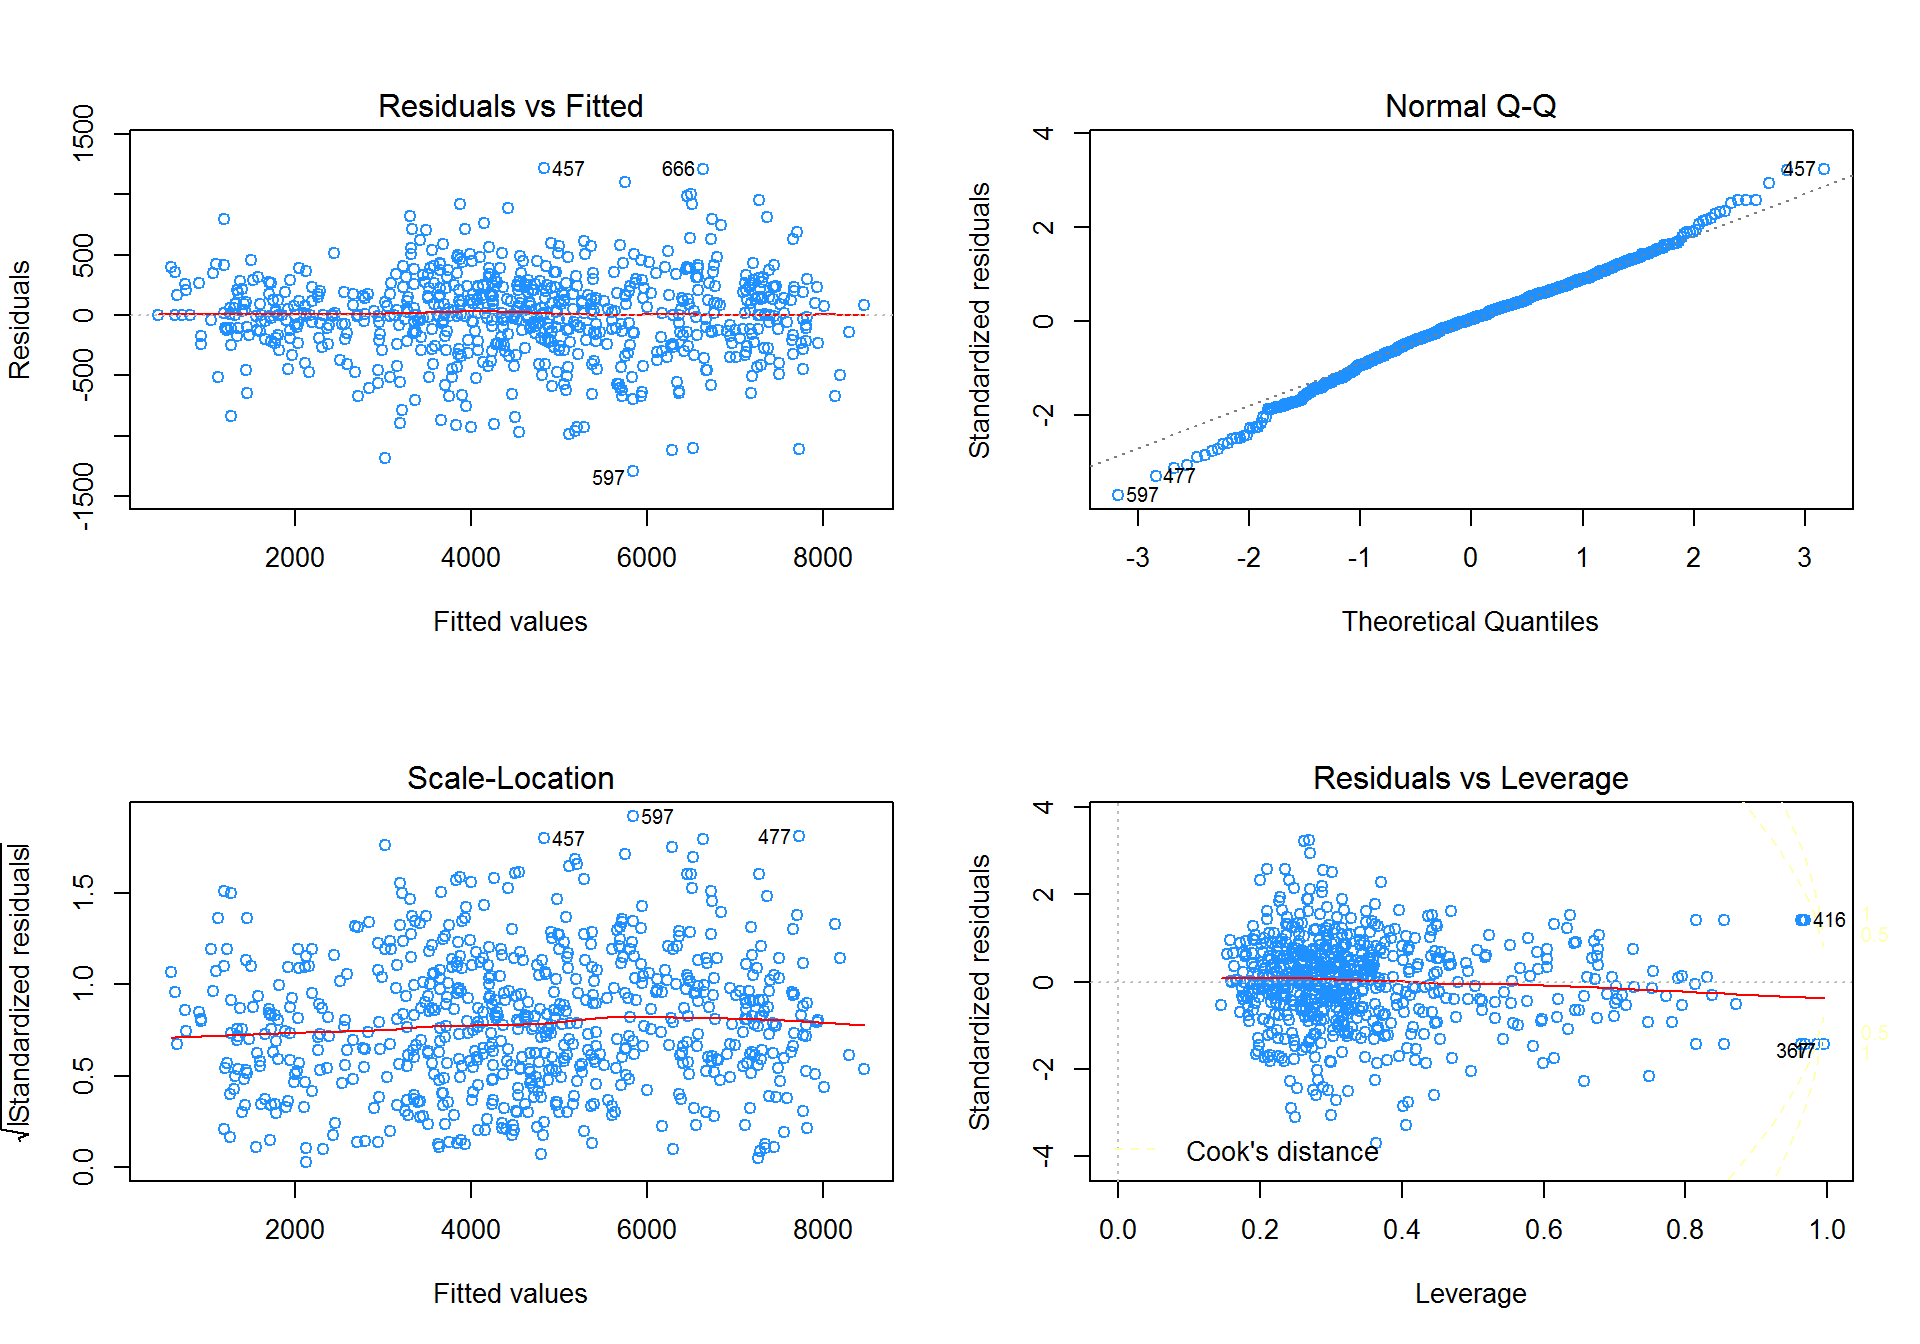 Residuals vs Fitted
Residuals
1500
500
0
-500
-1500
457
666
597
2000 4000 6000 8000
Fitted values
Normal Q-Q
Standardized residuals
4
2
0
-2
457
477
597
-3 -2 -1 0 1 2 3
Theoretical Quantiles
Scale-Location
√|Standardized residuals|
1.5
1.0
0.5
0.0
457
597
477
2000 4000 6000 8000
Fitted values
Residuals vs Leverage
Standardized residuals
4
2
0
-2
-4
416
367
1
0.5
0.5
1
Cook's distance
0.0 0.2 0.4 0.6 0.8 1.0
Leverage